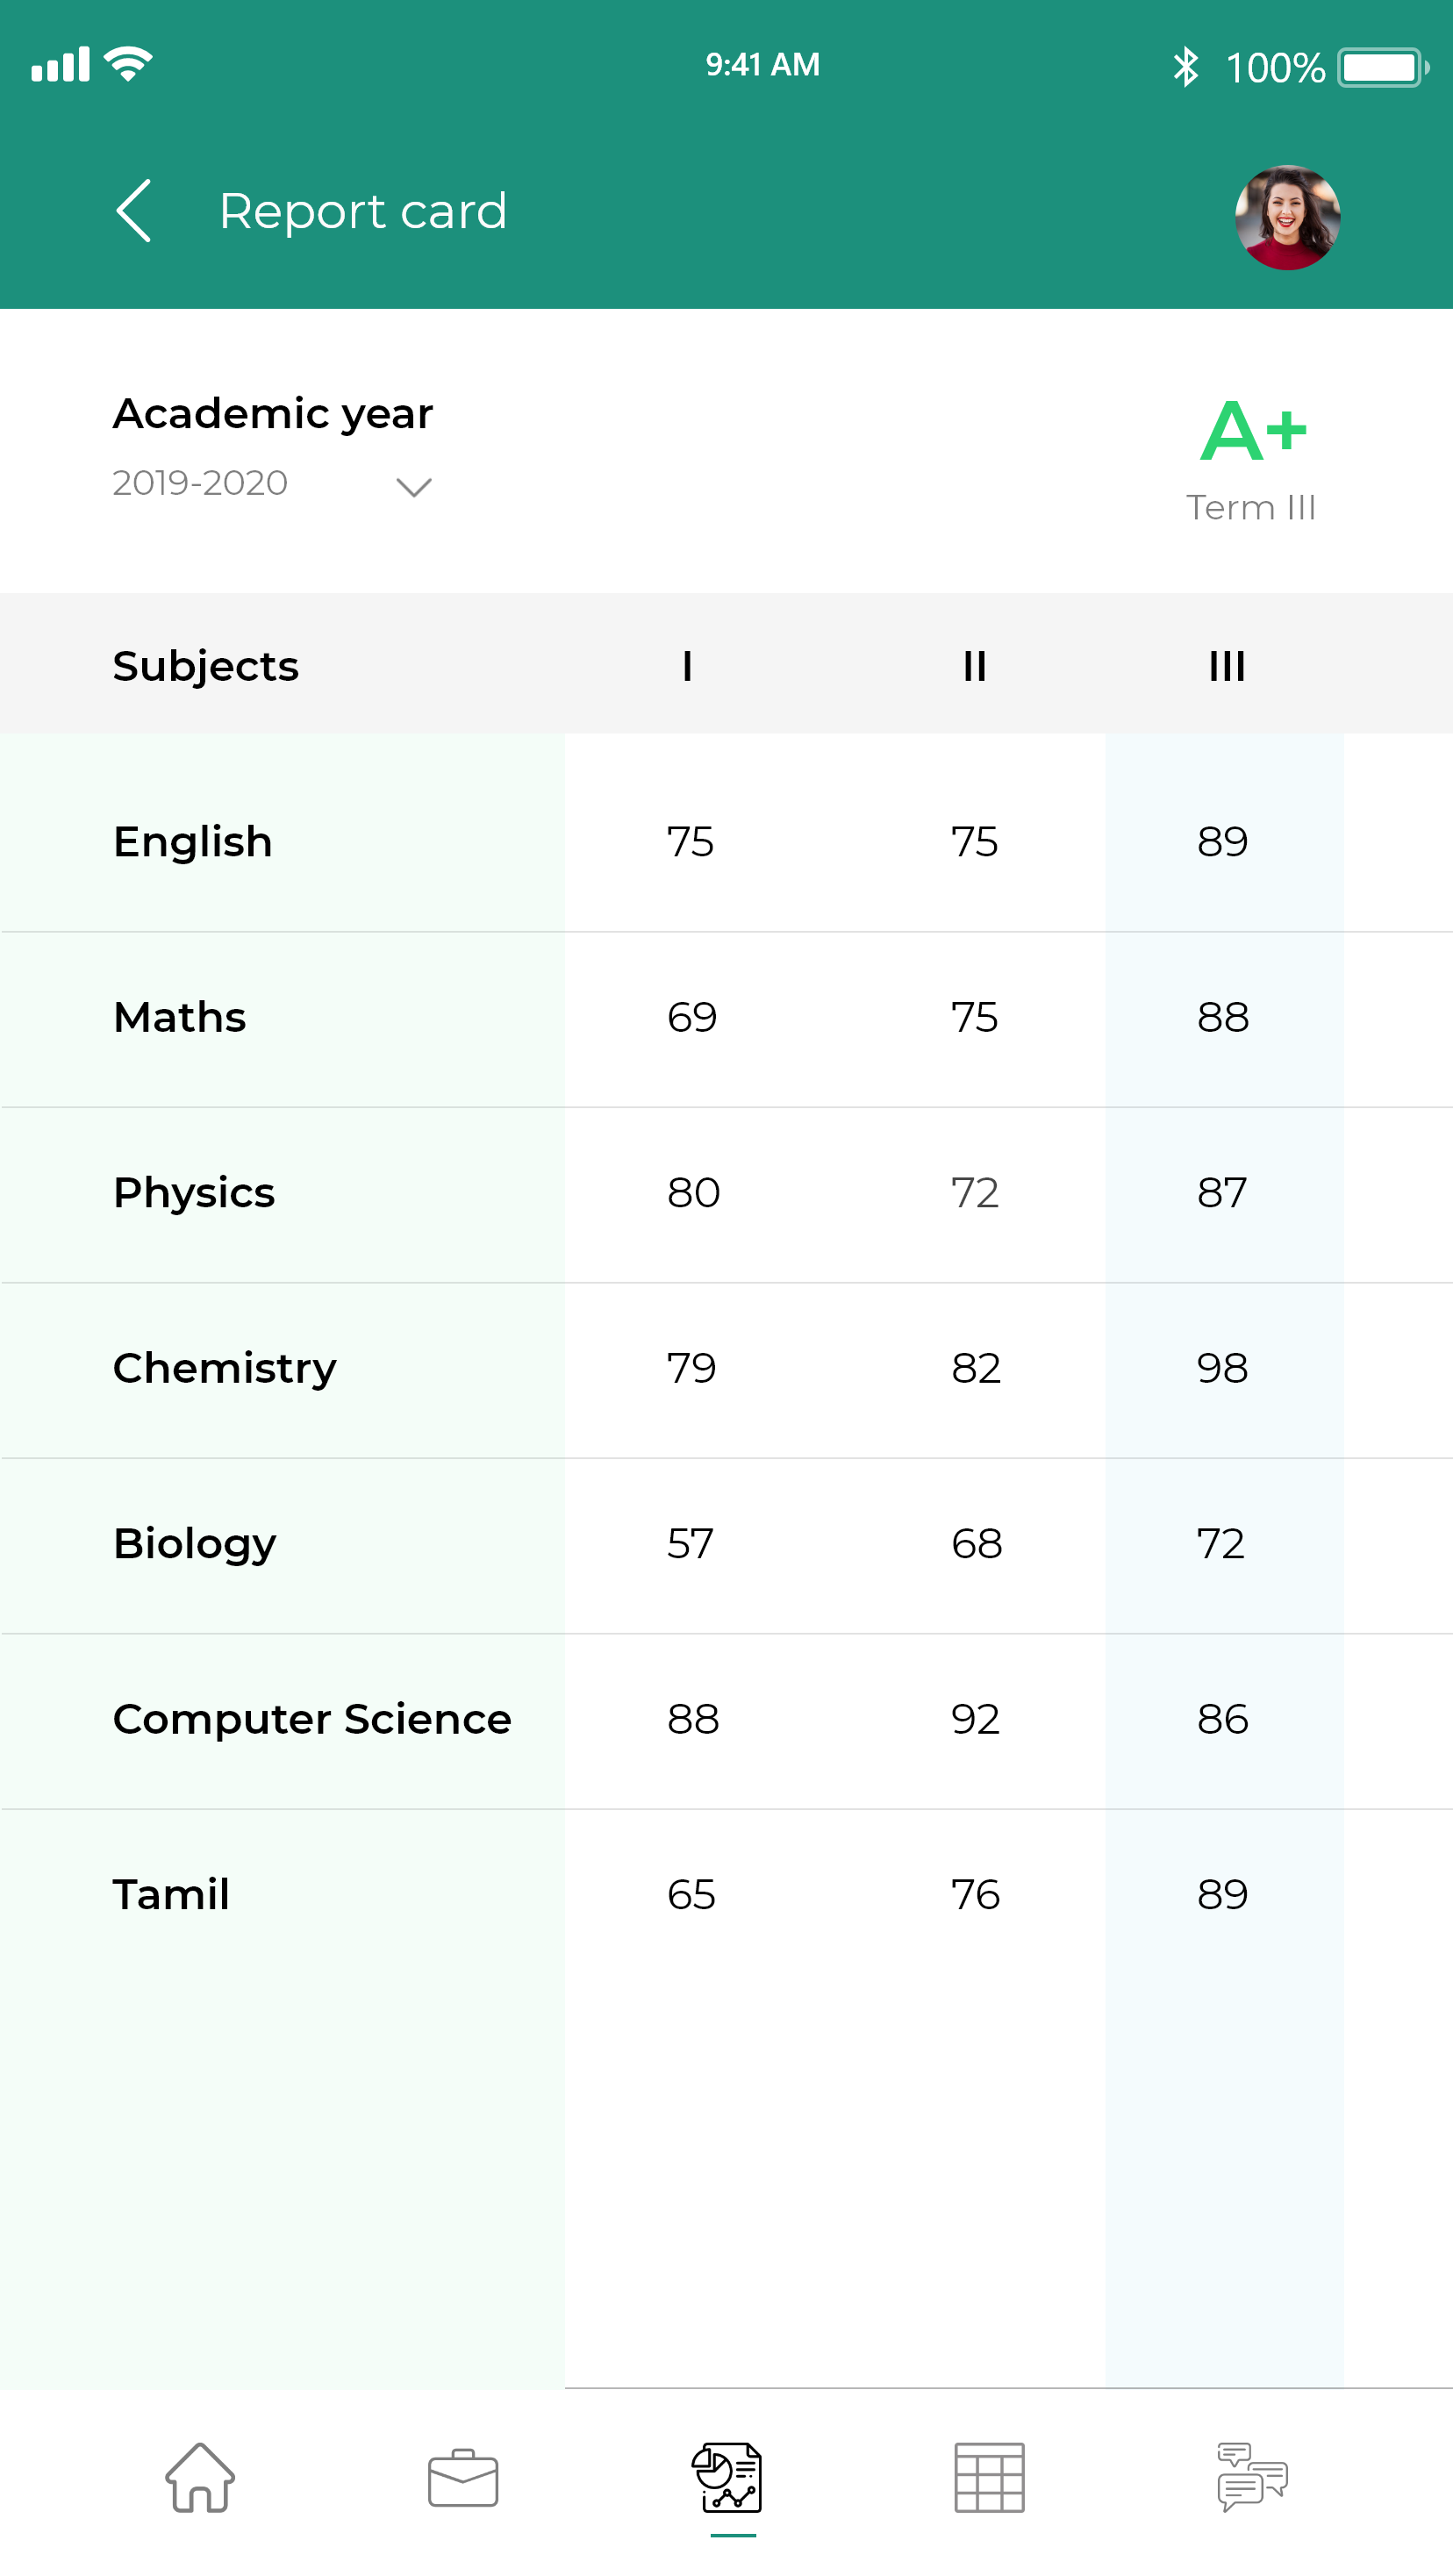 9:41 AM 100%
Report card
Academic year
2019-2020
A+
Term III
Subjects I II III
English 75 75 89
Maths 69 75 88
Physics 80 72 87
Chemistry 79 82 98
Biology 57 68 72
Computer Science 88 92 86
Tamil 65 76 89